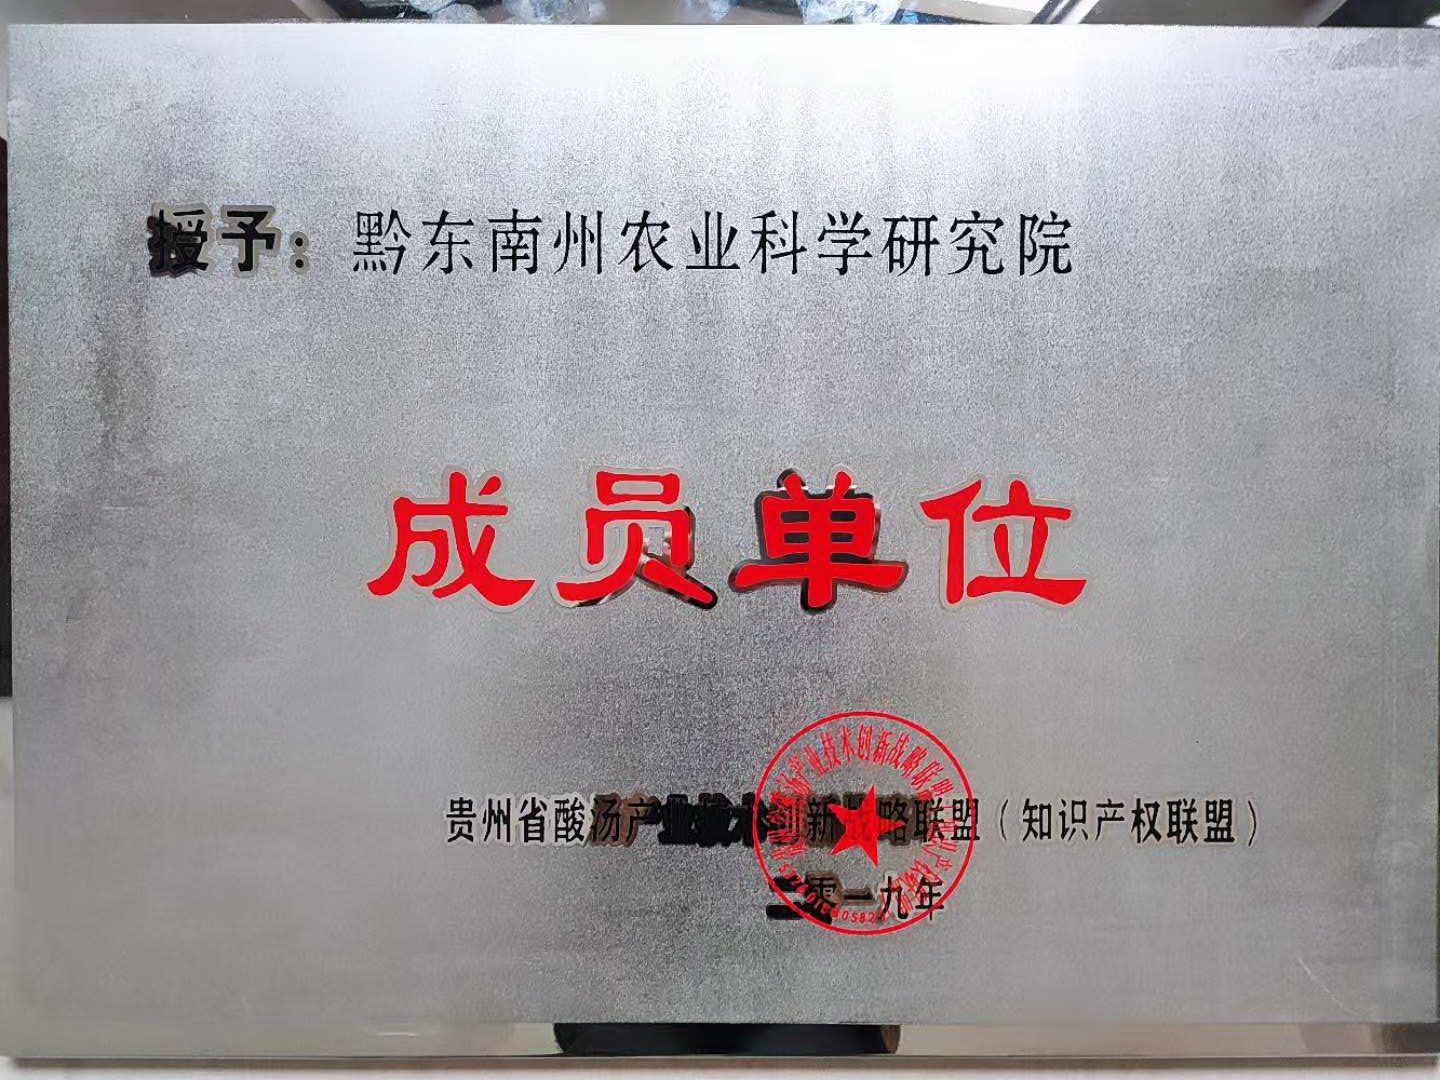 授予：黔东南州农业科学研究院
成员单位
贵州省酸汤产业技术创新战略联盟（知识产权联盟）
二零一九年